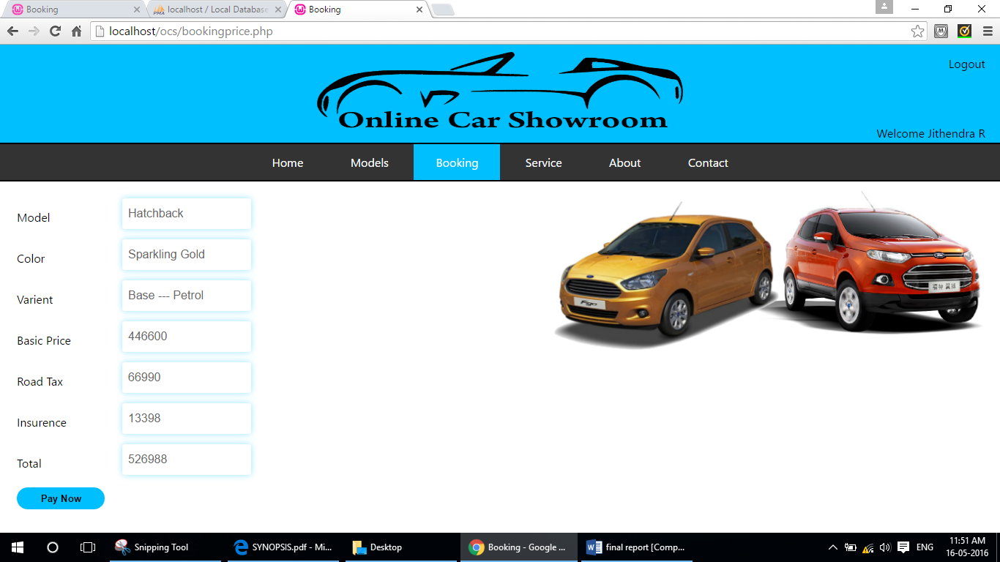 Booking
localhost / Local Database
Booking
localhost/ocs/bookingprice.php
Logout
Online Car Showroom
Welcome Jithendra R
Home Models Booking Service About Contact
Model Hatchback
Color Sparkling Gold
Varient Base --- Petrol
Basic Price 446600
Road Tax 66990
Insurence 13398
Total 526988
Pay Now
Figo
Snipping Tool
SYNOPSIS.pdf - Mi...
Desktop
Booking - Google ...
final report [Comp...
ENG
11:51 AM
16-05-2016